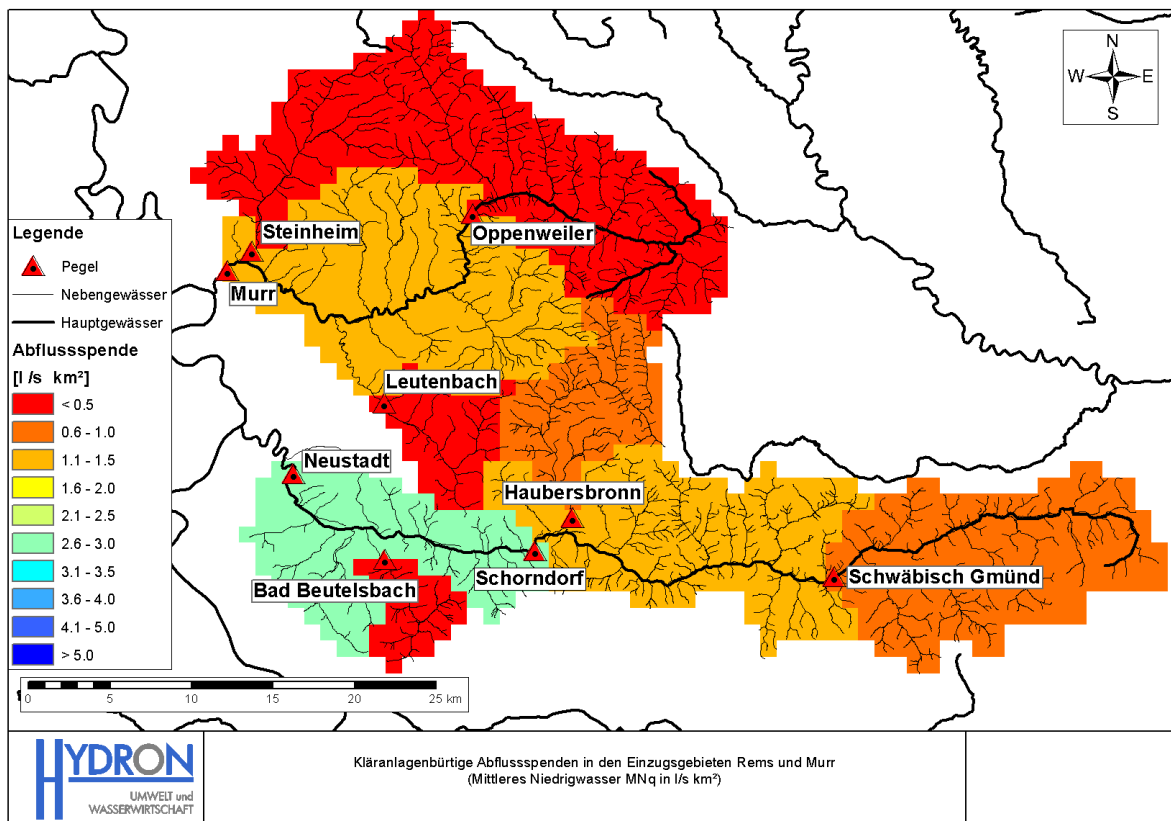 N
W
E
S
Steinheim
Oppenweiler
Murr
Leutenbach
Neustadt
Haubersbronn
Schorndorf
Bad Beutelsbach
Schwäbisch Gmünd
Legende
Pegel
Nebengewässer
Hauptgewässer
Abflussspende
[l /s km²]
< 0.5
0.6 - 1.0
1.1 - 1.5
1.6 - 2.0
2.1 - 2.5
2.6 - 3.0
3.1 - 3.5
3.6 - 4.0
4.1 - 5.0
> 5.0
0 5 10 15 20 25 km
HYDRON
UMWELT und
WASSERWIRTSCHAFT
Kläranlagenbürtige Abflussspenden in den Einzugsgebieten Rems und Murr
(Mittleres Niedrigwasser MNq in l/s km²)